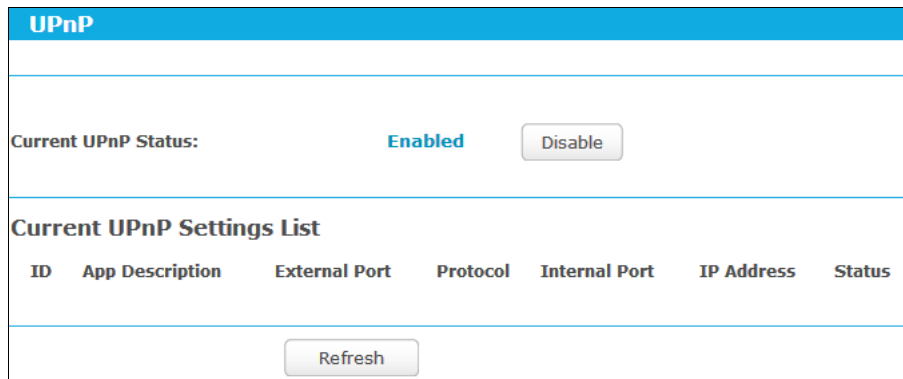 UPnP
Current UPnP Status: Enabled Disable
Current UPnP Settings List
ID App Description External Port Protocol Internal Port IP Address Status
Refresh